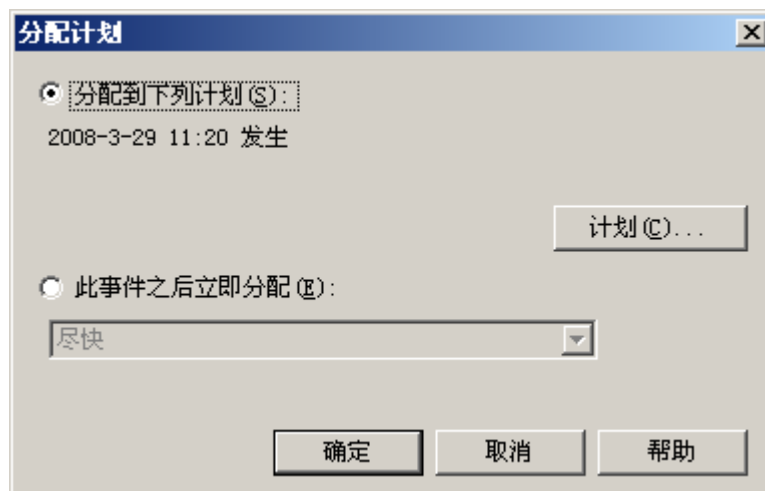 分配计划
分配到下列计划(S):
2008-3-29 11:20 发生
计划(C)...
此事件之后立即分配(E):
尽快
确定 取消 帮助